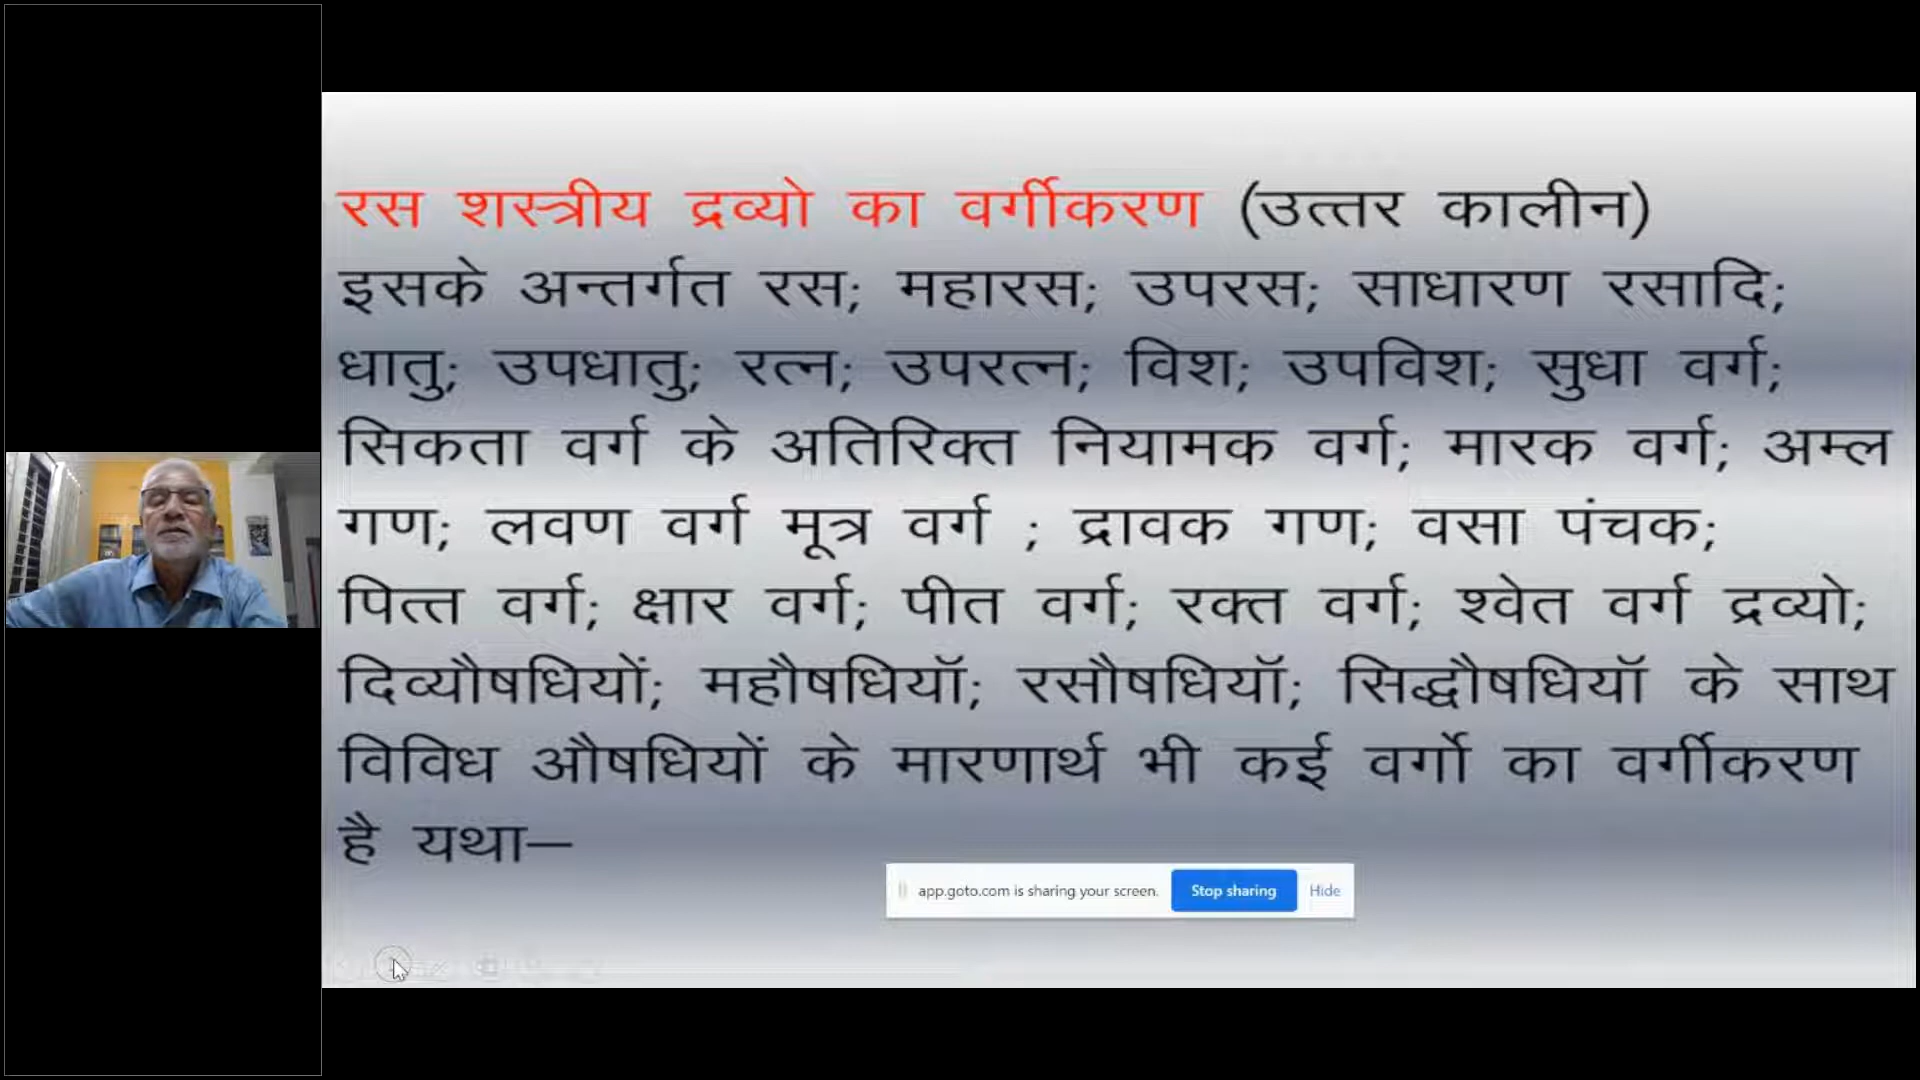 रस शस्त्रीय द्रव्यो का वर्गीकरण (उत्तर कालीन)
इसके अन्तर्गत रस; महारस; उपरस; साधारण रसादि;
धातु; उपधातु; रत्न; उपरत्न; विश; उपविश; सुधा वर्ग;
सिकता वर्ग के अतिरिक्त नियामक वर्ग; मारक वर्ग; अम्ल
गण; लवण वर्ग मूत्र वर्ग ; द्रावक गण; वसा पंचक;
पित्त वर्ग; क्षार वर्ग; पीत वर्ग; रक्त वर्ग; श्वेत वर्ग द्रव्यो;
दिव्यौषधियों; महौषधियॉ; रसौषधियॉ; सिद्धौषधियॉ के साथ
विविध औषधियों के मारणार्थ भी कई वर्गो का वर्गीकरण
है यथा–
app.goto.com is sharing your screen. Stop sharing Hide